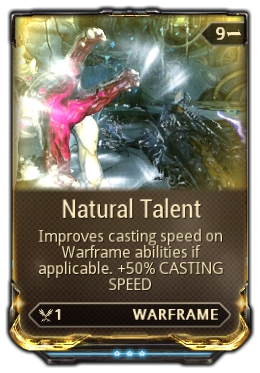 9
Natural Talent
Improves casting speed on
Warframe abilities if
applicable. +50% CASTING
SPEED
1 WARFRAME